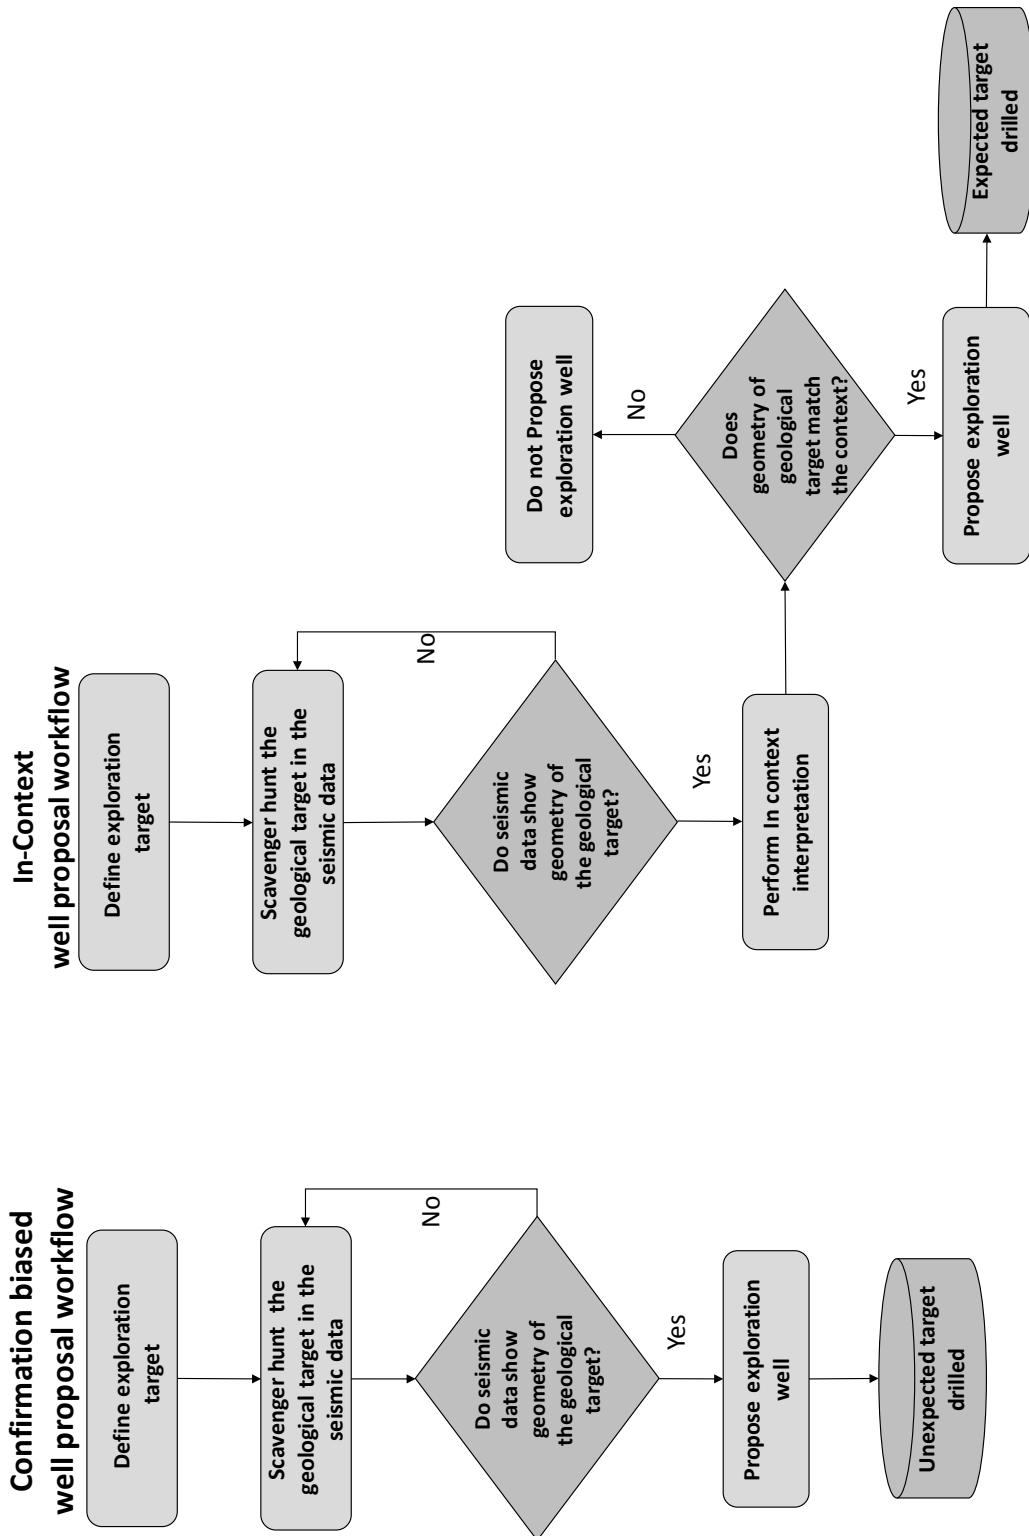 Confirmation biased
well proposal workflow
Define exploration
target
Scavenger hunt  the
geological target in the
seismic data
Do seismic
data show
geometry of
the geological
target?
No
Yes
Propose exploration
well
Unexpected target
drilled
In-Context
well proposal workflow
Define exploration
target
Scavenger hunt the
geological target in the
seismic data
Do seismic
data show
geometry of
the geological
target?
No
Yes
Perform In context
interpretation
Does
geometry of
geological
target match
the context?
No
Do not Propose
exploration well
Yes
Propose exploration
well
Expected target
drilled